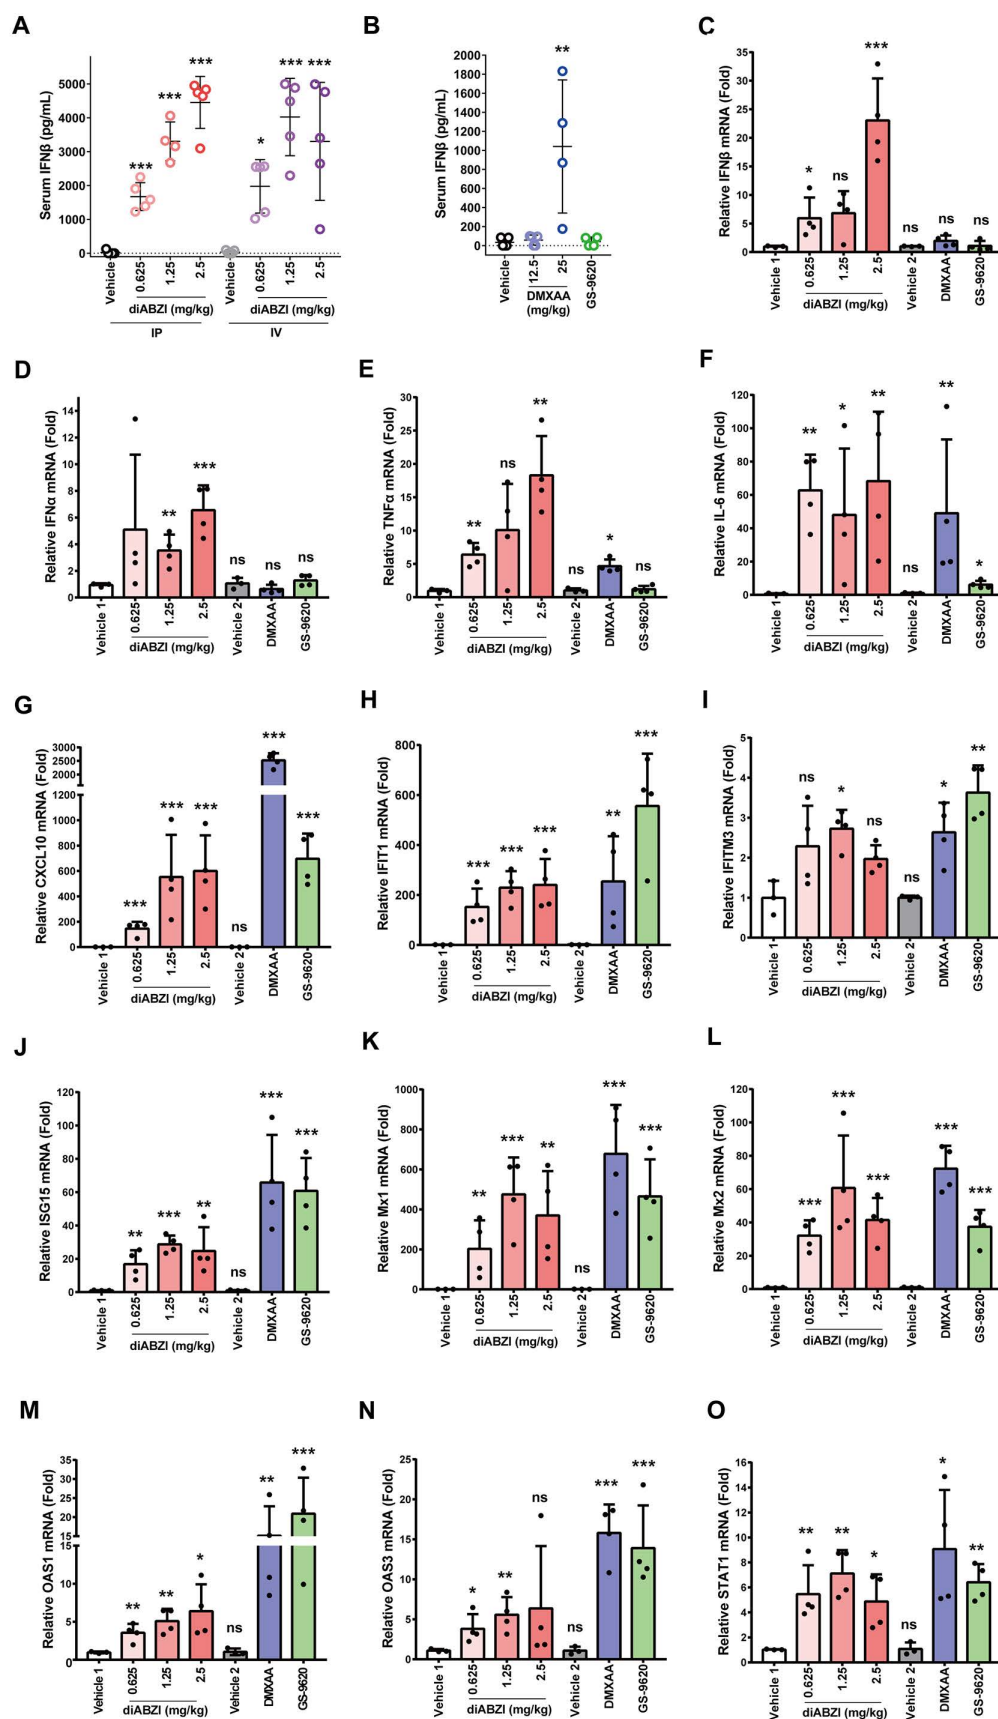 A
Serum IFNβ (pg/mL)
5000
4000
3000
2000
1000
0
***
***
***
*
***
***
Vehicle
0.625
1.25
2.5
Vehicle
0.625
1.25
2.5
diABZI (mg/kg)
diABZI (mg/kg)
IP
IV
B
Serum IFNβ (pg/mL)
2000
1800
1600
1400
1200
1000
800
600
400
200
0
**
Vehicle
12.5
25
GS-9620
DMXAA
(mg/kg)
C
Relative IFNβ mRNA (Fold)
35
30
25
20
15
10
5
0
*
ns
***
ns
ns
ns
Vehicle 1
0.625
1.25
2.5
Vehicle 2
DMXAA
GS-9620
diABZI (mg/kg)
D
Relative IFNα mRNA (Fold)
14
12
10
8
6
4
2
0
**
***
ns
ns
ns
Vehicle 1
0.625
1.25
2.5
Vehicle 2
DMXAA
GS-9620
diABZI (mg/kg)
E
Relative TNFα mRNA (Fold)
30
25
20
15
10
5
0
**
ns
**
ns
*
ns
Vehicle 1
0.625
1.25
2.5
Vehicle 2
DMXAA
GS-9620
diABZI (mg/kg)
F
Relative IL-6 mRNA (Fold)
120
100
80
60
40
20
0
**
*
**
ns
**
*
Vehicle 1
0.625
1.25
2.5
Vehicle 2
DMXAA
GS-9620
diABZI (mg/kg)
G
Relative CXCL10 mRNA (Fold)
3000
2500
2000
1200
1000
800
600
400
200
0
***
***
***
ns
***
***
Vehicle 1
0.625
1.25
2.5
Vehicle 2
DMXAA
GS-9620
diABZI (mg/kg)
H
Relative IFIT1 mRNA (Fold)
800
600
400
200
0
***
***
***
**
***
Vehicle 1
0.625
1.25
2.5
Vehicle 2
DMXAA
GS-9620
diABZI (mg/kg)
I
Relative IFITM3 mRNA (Fold)
5
4
3
2
1
0
ns
*
ns
ns
*
**
Vehicle 1
0.625
1.25
2.5
Vehicle 2
DMXAA
GS-9620
diABZI (mg/kg)
J
Relative ISG15 mRNA (Fold)
120
100
80
60
40
20
0
**
***
**
ns
***
***
Vehicle 1
0.625
1.25
2.5
Vehicle 2
DMXAA
GS-9620
diABZI (mg/kg)
K
Relative Mx1 mRNA (Fold)
1000
800
600
400
200
0
**
***
**
ns
***
***
Vehicle 1
0.625
1.25
2.5
Vehicle 2
DMXAA
GS-9620
diABZI (mg/kg)
L
Relative Mx2 mRNA (Fold)
120
100
80
60
40
20
0
***
***
***
***
***
Vehicle 1
0.625
1.25
2.5
Vehicle 2
DMXAA
GS-9620
diABZI (mg/kg)
M
Relative OAS1 mRNA (Fold)
35
30
25
20
15
15
10
5
0
**
**
*
ns
**
***
Vehicle 1
0.625
1.25
2.5
Vehicle 2
DMXAA
GS-9620
diABZI (mg/kg)
N
Relative OAS3 mRNA (Fold)
25
20
15
10
5
0
*
**
ns
ns
***
***
Vehicle 1
0.625
1.25
2.5
Vehicle 2
DMXAA
GS-9620
diABZI (mg/kg)
O
Relative STAT1 mRNA (Fold)
16
14
12
10
8
6
4
2
0
**
**
*
ns
*
**
Vehicle 1
0.625
1.25
2.5
Vehicle 2
DMXAA
GS-9620
diABZI (mg/kg)